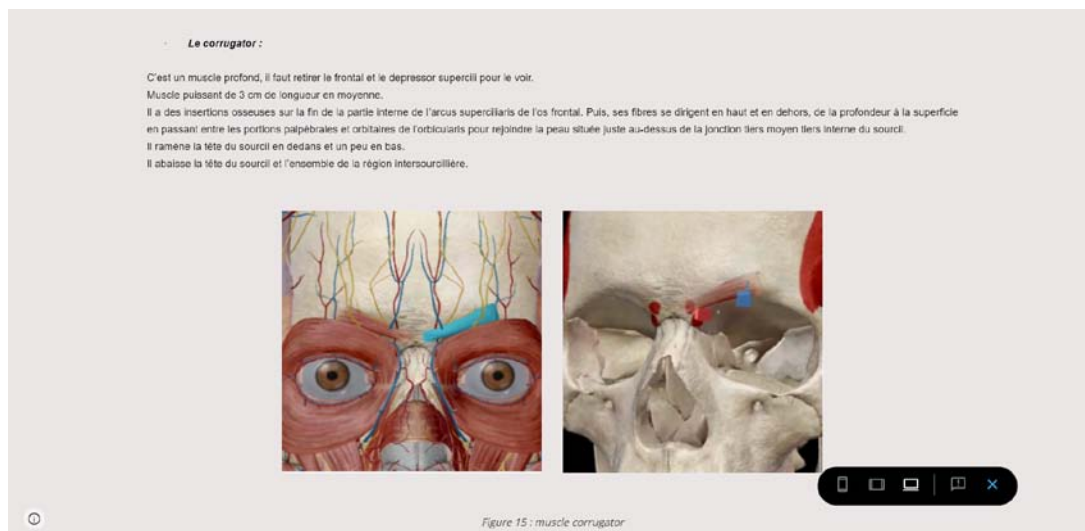 Le corrugator :
C'est un muscle profond, il faut retirer le frontal et le depressor supercili pour le voir.
Muscle puissant de 3 cm de longueur en moyenne.
Il a des insertions osseuses sur la fin de la partie interne de l'arcus superciliaris de l'os frontal. Puis, ses fibres se dirigent en haut et en dehors, de la profondeur à la superficie
en passant entre les portions palpébrales et orbitaires de l'orbicularis pour rejoindre la peau située juste au-dessus de la jonction tiers moyen tiers interne du sourcil.
Il ramene la tête du sourcil en dedans et un peu en bas.
Il abaisse la tête du sourcil et l'ensemble de la région intersourcillère.
Figure 15 : muscle corrugator